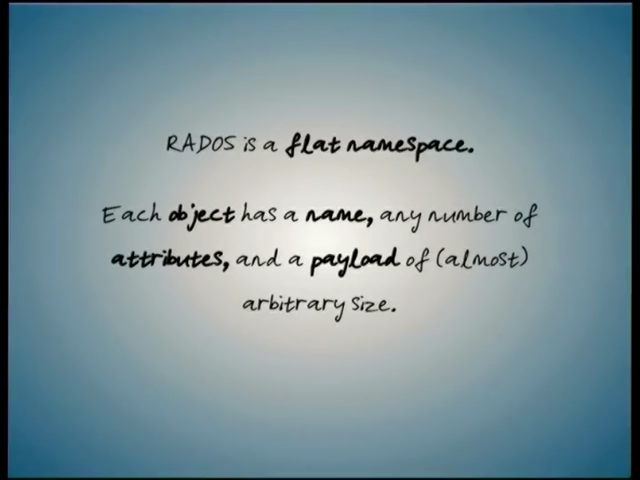 RADOS is a flat namespace.
Each object has a name, any number of
attributes, and a payload of (almost)
arbitrary size.